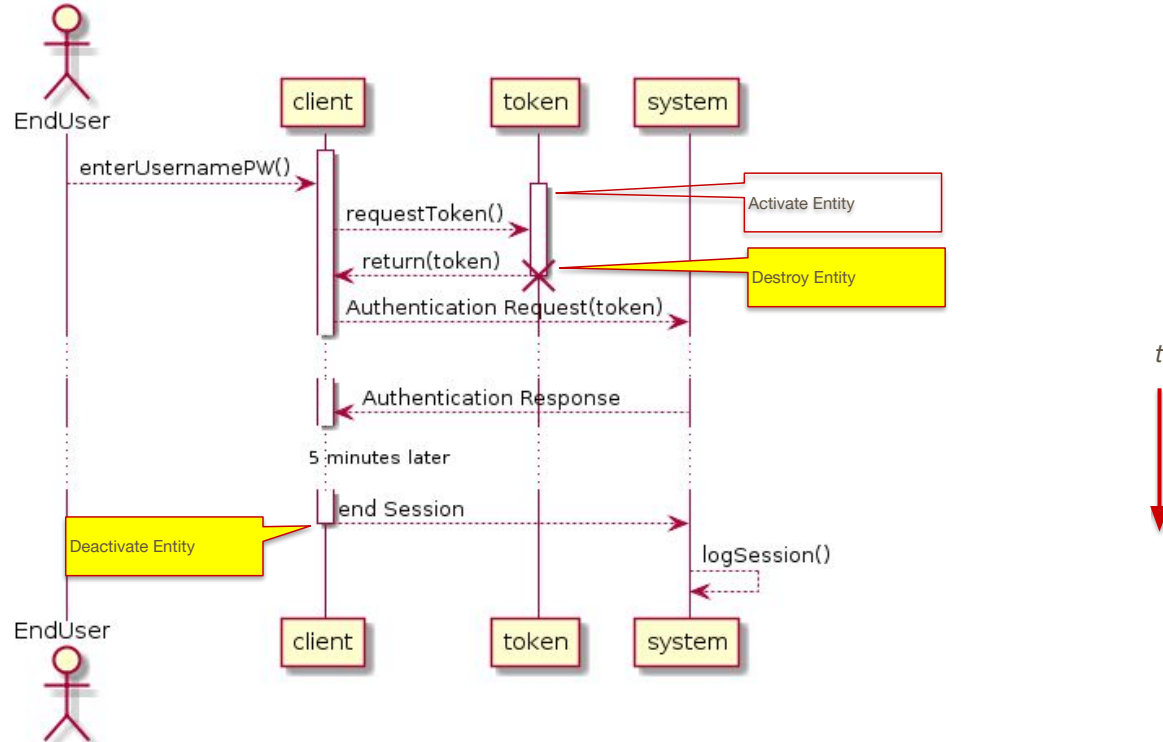 EndUser
client
token
system
enterUsernamePW()
Activate Entity
requestToken()
return(token)
Destroy Entity
Authentication Request(token)
t
Authentication Response
5 minutes later
end Session
Deactivate Entity
logSession()
EndUser
client
token
system